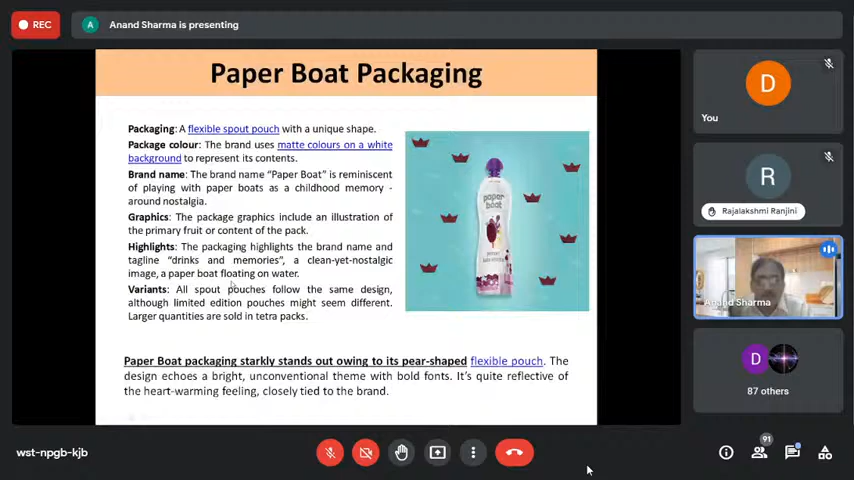 REC
A
Anand Sharma is presenting
Paper Boat Packaging
Packaging: A flexible spout pouch with a unique shape.
Package colour: The brand uses matte colours on a white
background to represent its contents.
Brand name: The brand name “Paper Boat” is reminiscent
of playing with paper boats as a childhood memory -
around nostalgia.
Graphics: The package graphics include an illustration of
the primary fruit or content of the pack.
Highlights: The packaging highlights the brand name and
tagline “drinks and memories”, a clean-yet-nostalgic
image, a paper boat floating on water.
Variants: All spout pouches follow the same design,
although limited edition pouches might seem different.
Larger quantities are sold in tetra packs.
paper
boat
Paper Boat packaging starkly stands out owing to its pear-shaped flexible pouch. The
design echoes a bright, unconventional theme with bold fonts. It’s quite reflective of
the heart-warming feeling, closely tied to the brand.
D
You
R
Rajalakshmi Ranjini
Anand Sharma
D
87 others
wst-npgb-kjb
91